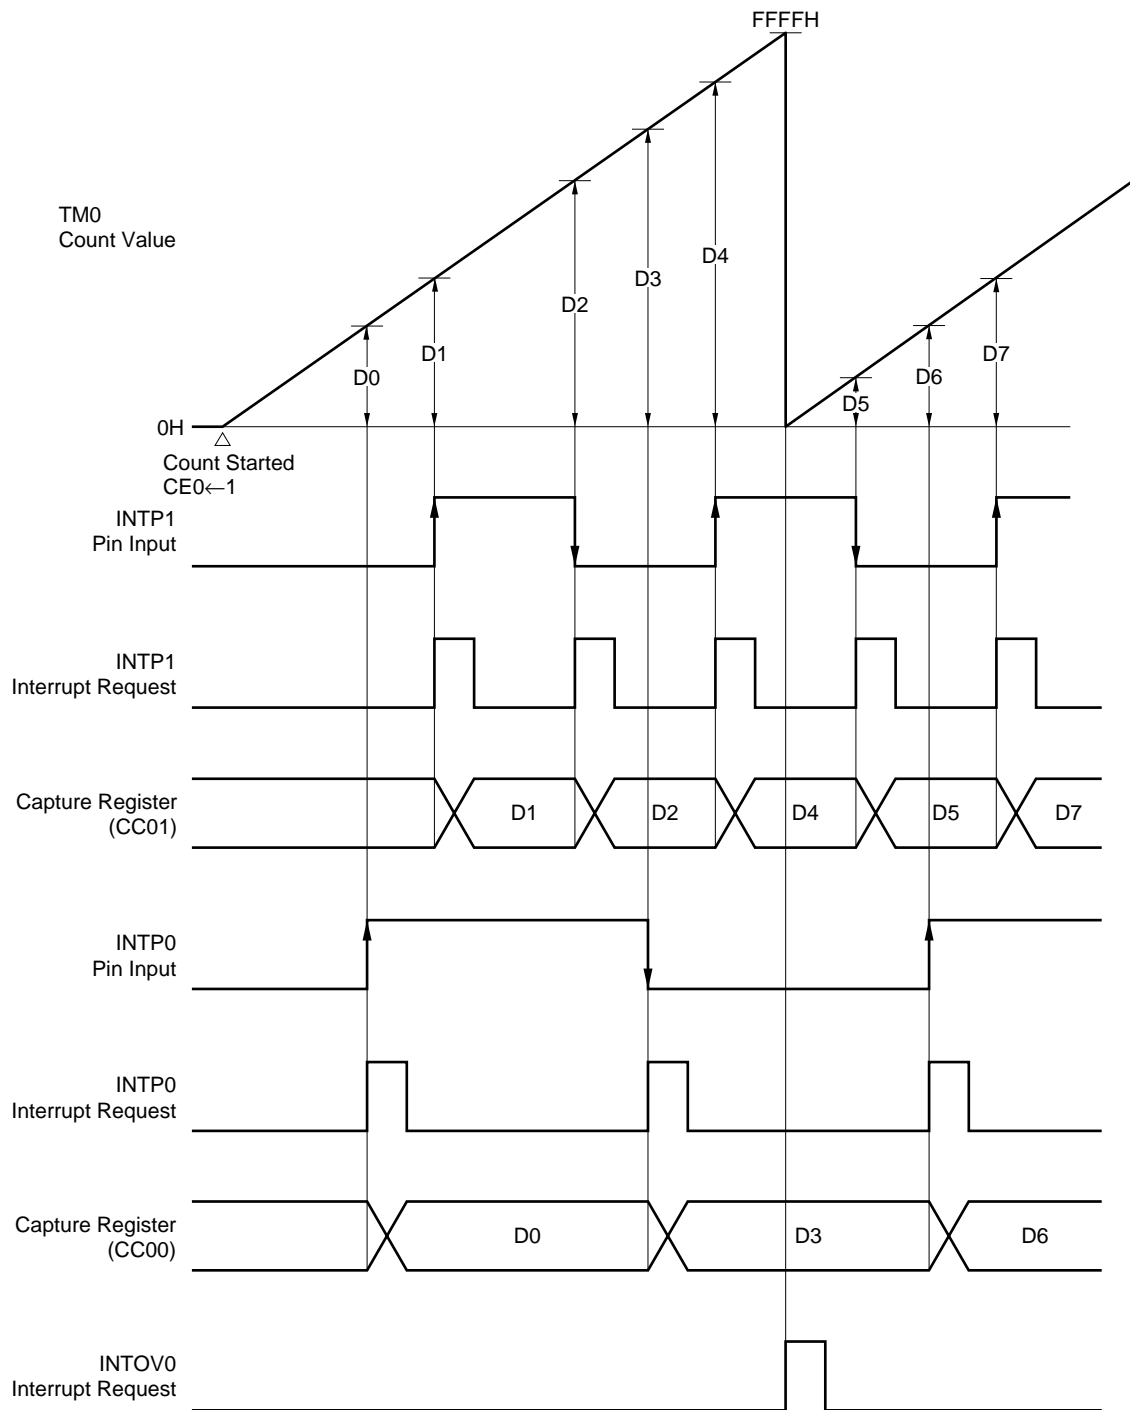 FFFFH
TM0
Count Value
D0
D1
D2
D3
D4
D5
D6
D7
0H
Count Started
CE0←1
INTP1
Pin Input
INTP1
Interrupt Request
Capture Register
(CC01)
D1
D2
D4
D5
D7
INTP0
Pin Input
INTP0
Interrupt Request
Capture Register
(CC00)
D0
D3
D6
INTOV0
Interrupt Request